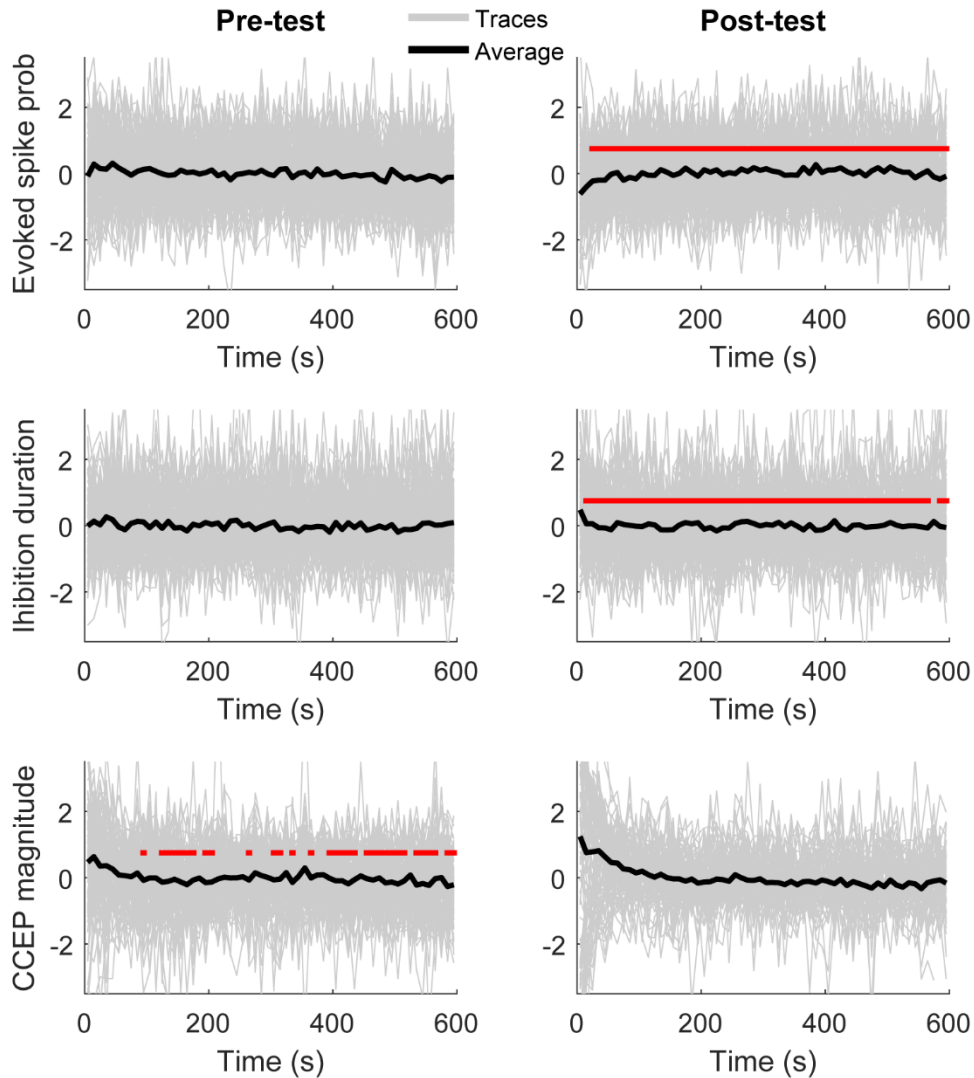 Pre-test
Traces
Average
Post-test
Evoked spike prob
2
0
-2
0 200 400 600
Time (s)
2
0
-2
0 200 400 600
Time (s)
Ihibition duration
2
0
-2
0 200 400 600
Time (s)
2
0
-2
0 200 400 600
Time (s)
CCEP magnitude
2
0
-2
0 200 400 600
Time (s)
2
0
-2
0 200 400 600
Time (s)